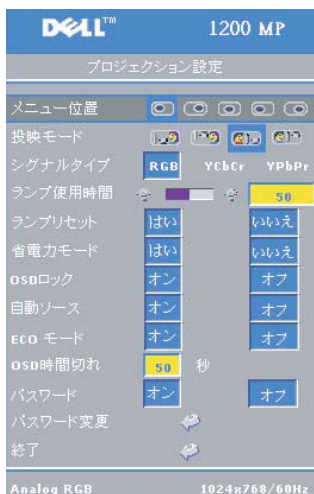 DELL™ 1200 MP
プロジェクション設定
メニュー位置
投映モード
シグナルタイプ RGB YCbCr YPbPr
ランプ使用時間 50
ランプリセット はい いいえ
省電力モード はい いいえ
OSDロック オン オフ
自動ソース オン オフ
ECO モード オン オフ
OSD時間切れ 50 秒
パスワード オン オフ
パスワード変更
終了
Analog RGB 1024x768/60Hz